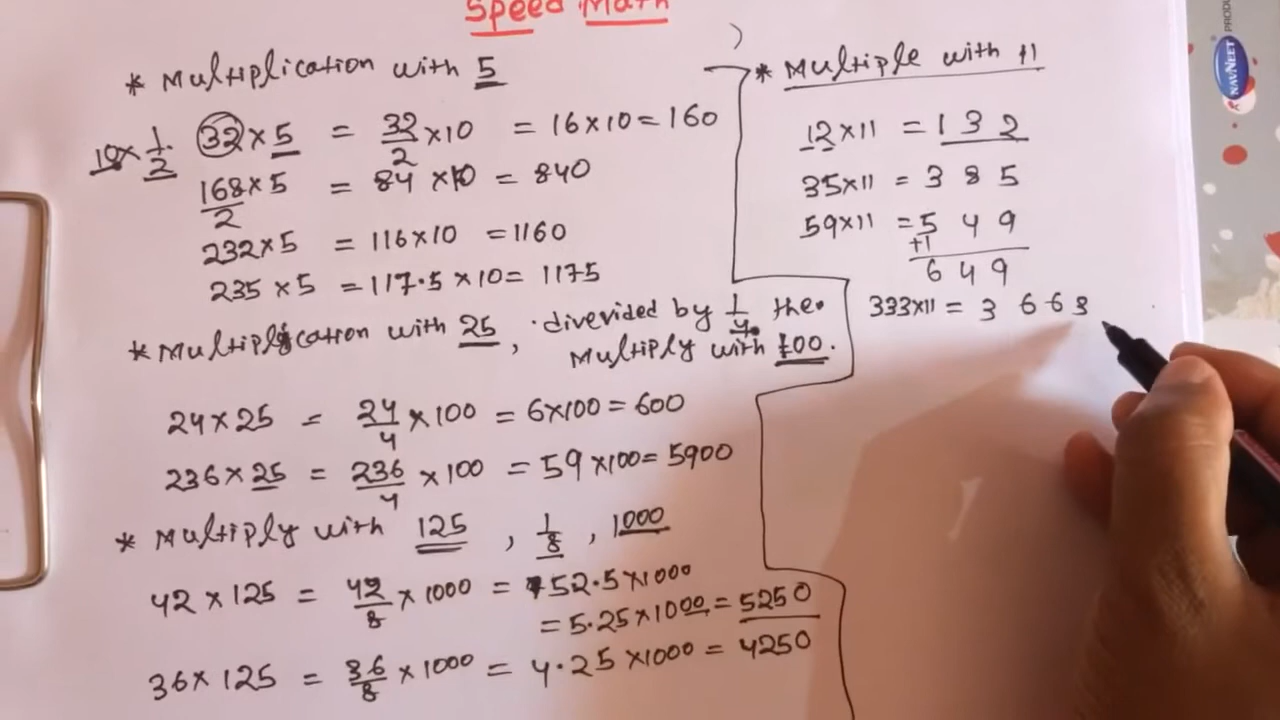 Speed Math
* Multiplication with 5
10 × 1/2 32 × 5 = 32/2 × 10 = 16 × 10 = 160
168/2 × 5 = 84 × 10 = 840
232 × 5 = 116 × 10 = 1160
235 × 5 = 117.5 × 10 = 1175
* Multiplication with 25, diverided by 1/4 the.
Multiply with 100.
24 × 25 = 24/4 × 100 = 6 × 100 = 600
236 × 25 = 236/4 × 100 = 59 × 100 = 5900
* Multiply with 125, 1/8, 1000
42 × 125 = 42/8 × 1000 = 52.5 × 1000
= 5.25 × 1000 = 5250
36 × 125 = 36/8 × 1000 = 4.25 × 1000 = 4250
* Multiple with 11
12 × 11 = 1 3 2
35 × 11 = 3 8 5
59 × 11 = 5 4 9
+1
6 4 9
333 × 11 = 3 6 6 3
NAVNEET